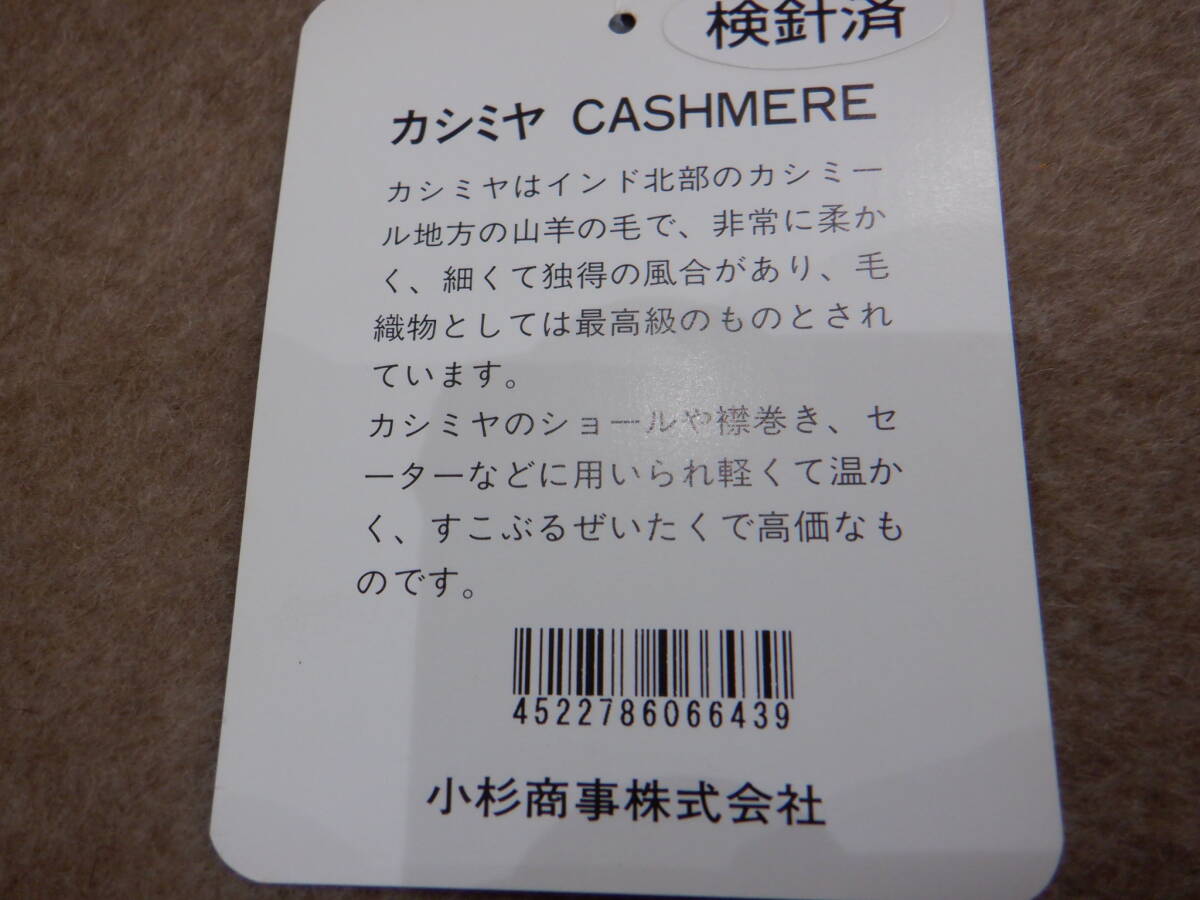 検針済
カシミヤ CASHMERE
カシミヤはインド北部のカシミー
ル地方の山羊の毛で、非常に柔か
く、細くて独得の風合があり、毛
織物としては最高級のものとされ
ています。
カシミヤのショールや襟巻き、セ
ーターなどに用いられ軽くて温か
く、すこぶるぜいたくで高価なも
のです。
4522786066439
小杉商事株式会社